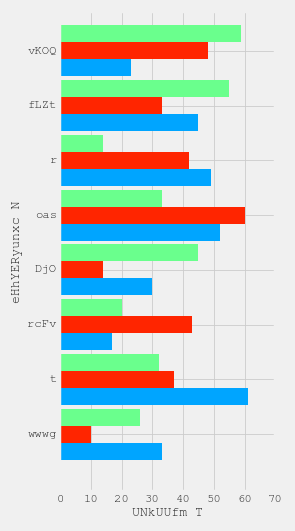 eHhYERyunxc N
vKOQ
fLZt
r
oas
DjO
rcFv
t
wwwg
0 10 20 30 40 50 60 70
UNkUUfm T